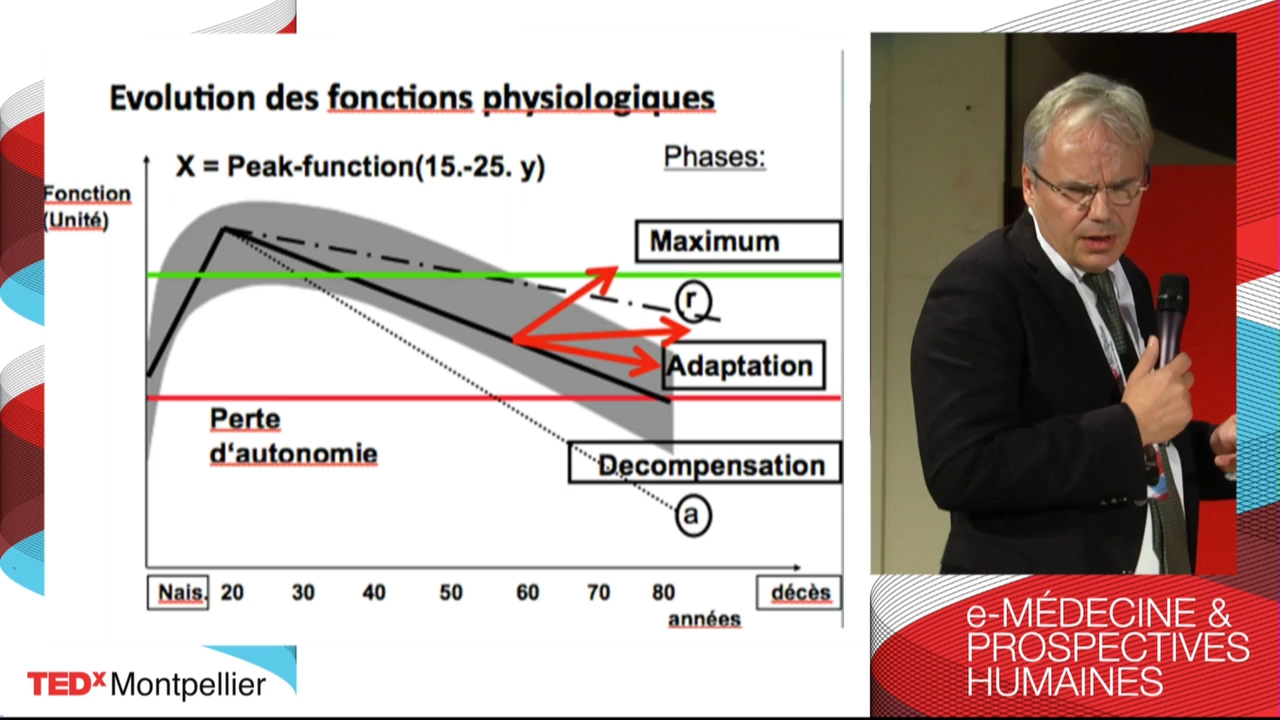 Evolution des fonctions physiologiques
X = Peak-function(15.-25. y)
Phases:
Fonction
(Unité)
Maximum
r
Adaptation
Perte
d‘autonomie
Decompensation
a
Nais. 20 30 40 50 60 70 80 décès
années
TEDx Montpellier
e-MÉDECINE &
PROSPECTIVES
HUMAINES